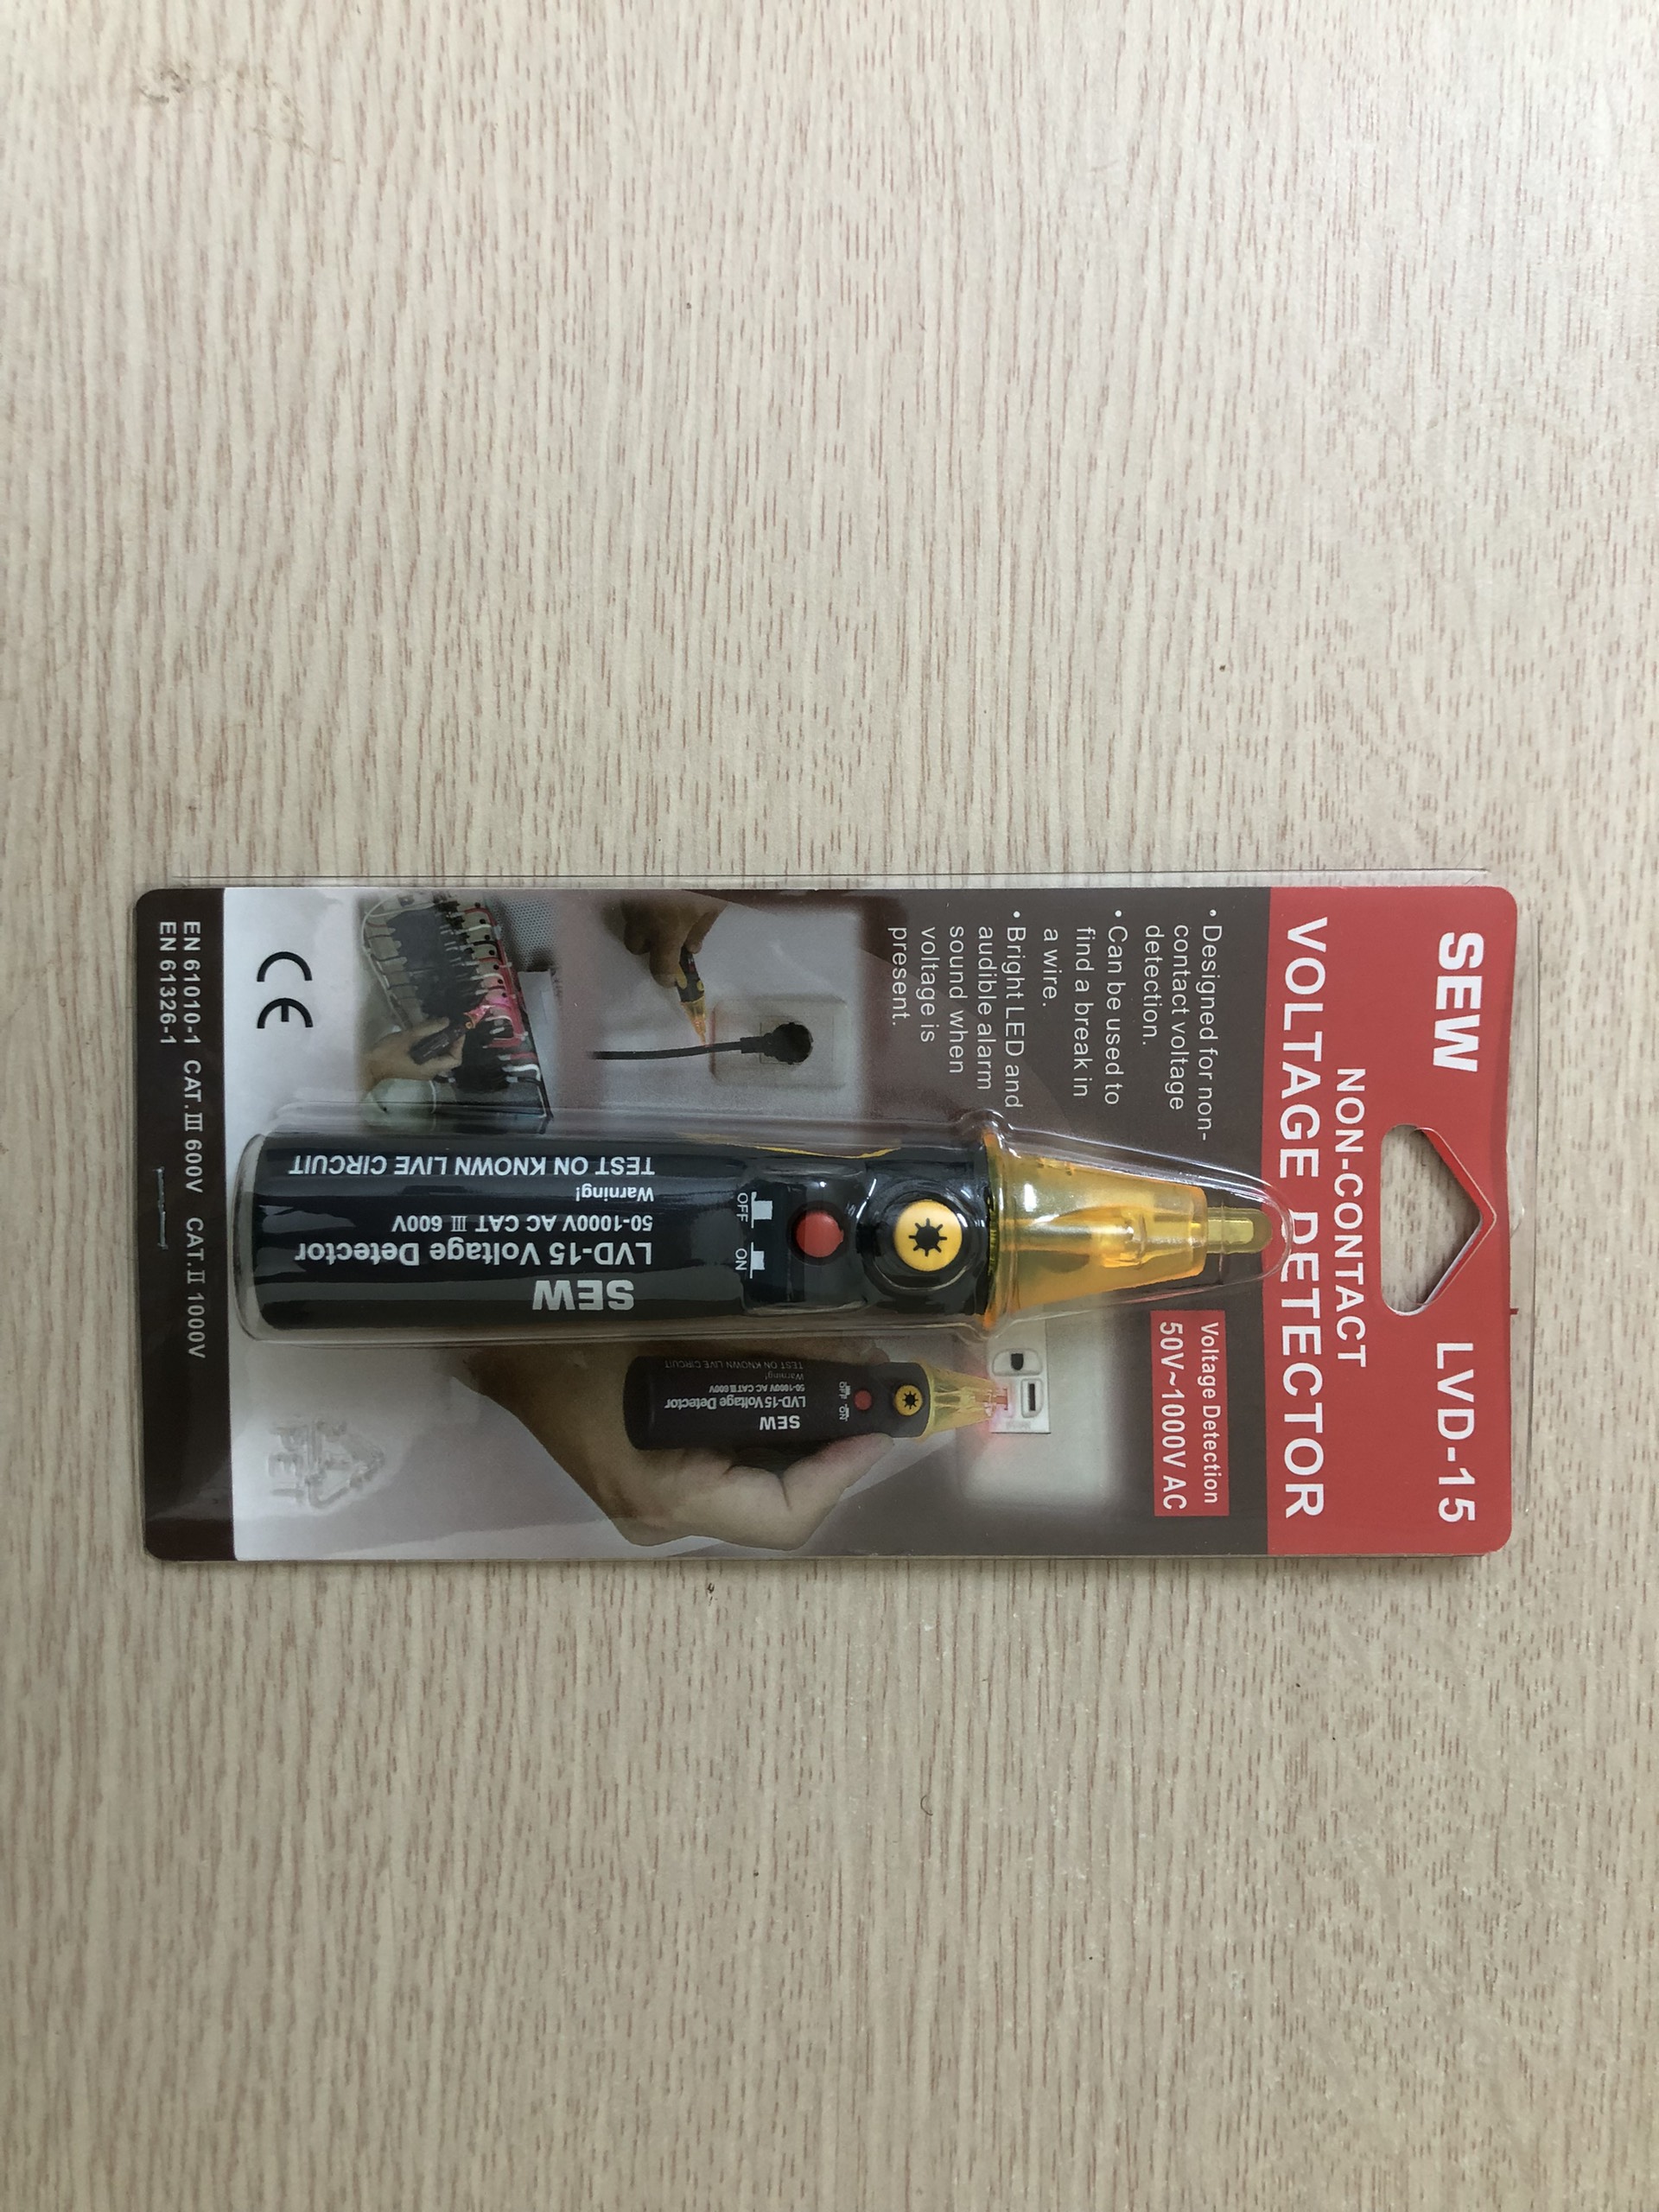 SEW
LVD-15
NON-CONTACT
VOLTAGE DETECTOR
• Designed for non-
contact voltage
detection.
• Can be used to
find a break in
a wire.
• Bright LED and
audible alarm
sound when
voltage is
present.
Voltage Detection
50V~1000V AC
OFF
ON
SEW
LVD-15 Voltage Detector
50-1000V AC CAT III 600V
Warning!
TEST ON KNOWN LIVE CIRCUIT
OFF
ON
SEW
LVD-15 Voltage Detector
50-1000V AC CAT III 600V
Warning!
TEST ON KNOWN LIVE CIRCUIT
CE
PET
EN 61010-1 CAT.III 600V CAT.II 1000V
EN 61326-1